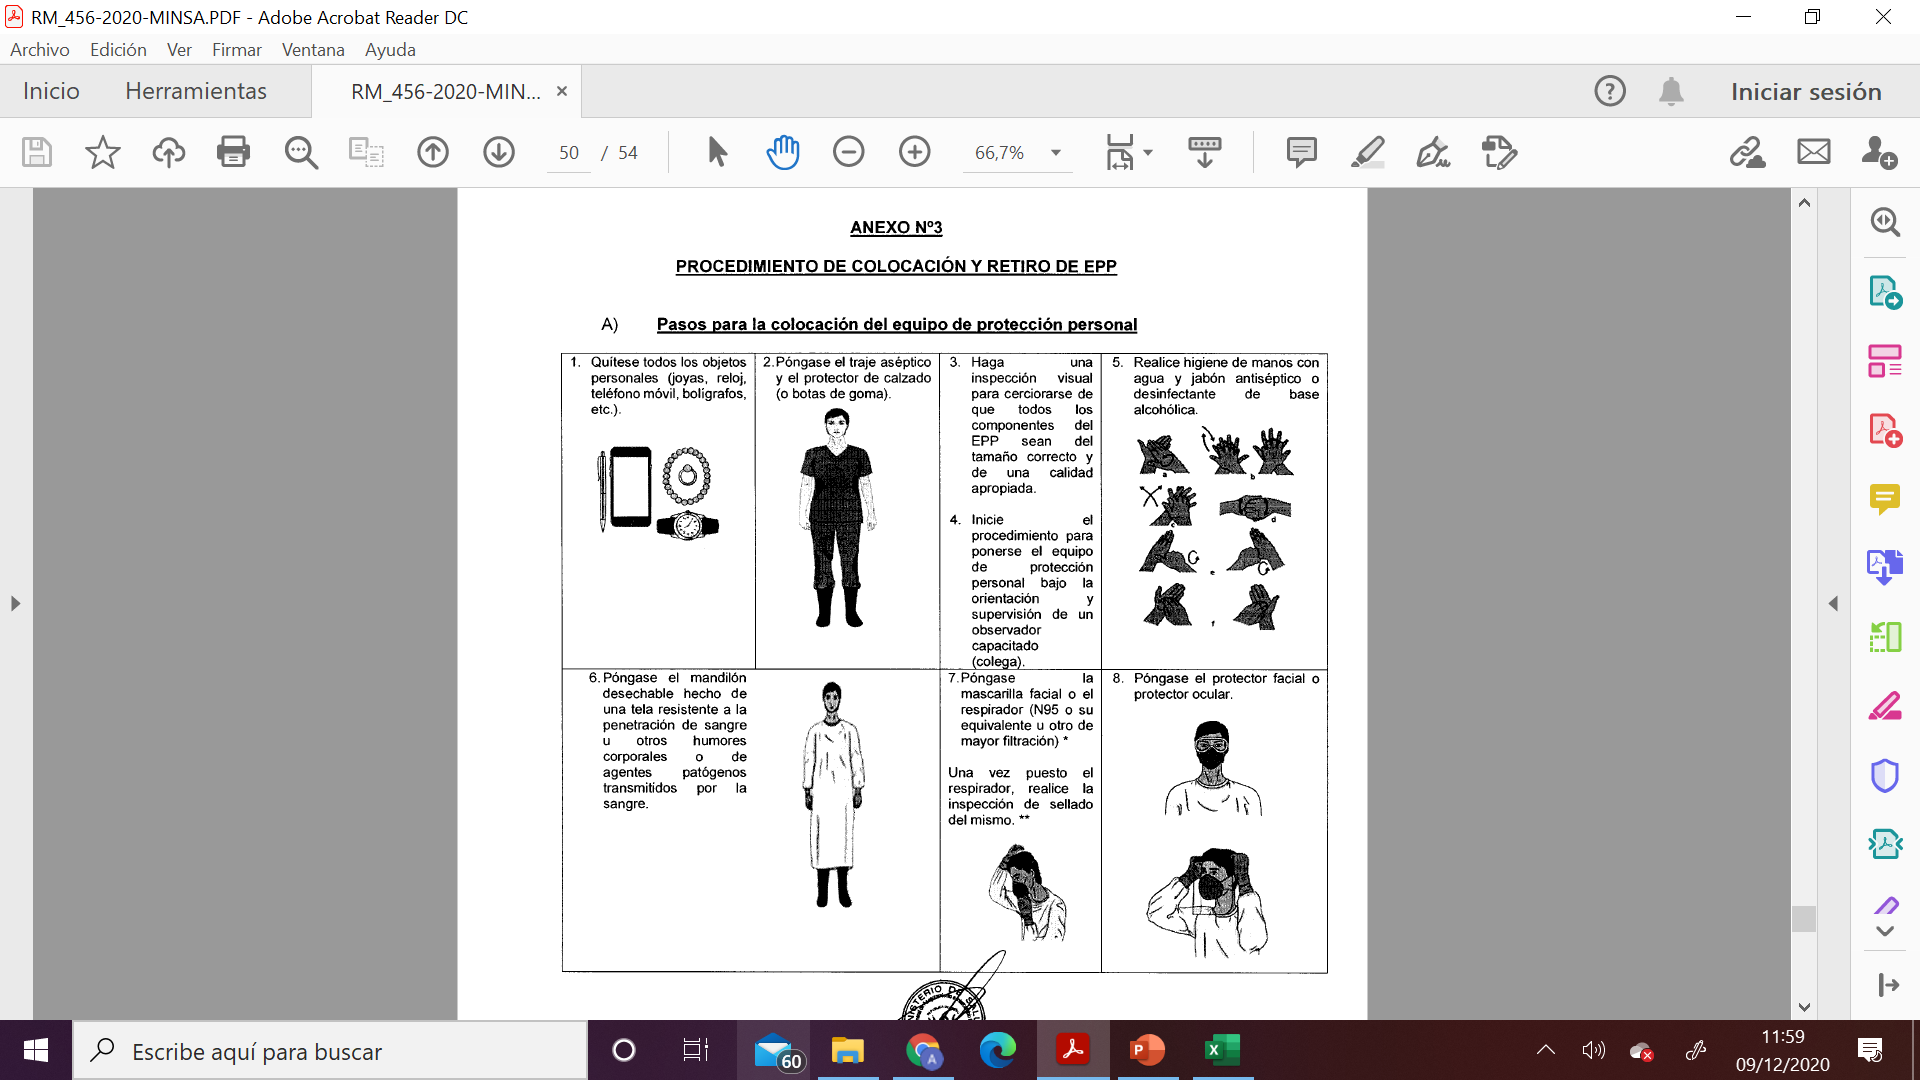 RM_456-2020-MINSA.PDF - Adobe Acrobat Reader DC
Archivo Edición Ver Firmar Ventana Ayuda
Inicio Herramientas RM_456-2020-MIN... × Iniciar sesión
50 / 54 66,7%
ANEXO Nº3
PROCEDIMIENTO DE COLOCACIÓN Y RETIRO DE EPP
A) Pasos para la colocación del equipo de protección personal
1. Quítese todos los objetos
personales (joyas, reloj,
teléfono móvil, bolígrafos,
etc.).
2. Póngase el traje aséptico
y el protector de calzado
(o botas de goma).
3. Haga una
inspección visual
para cerciorarse de
que todos los
componentes del
EPP sean del
tamaño correcto y
de una calidad
apropiada.
4. Inicie el
procedimiento para
ponerse el equipo
de protección
personal bajo la
orientación y
supervisión de un
observador
capacitado
(colega).
5. Realice higiene de manos con
agua y jabón antiséptico o
desinfectante de base
alcohólica.
a b
c d
e
f
6. Póngase el mandilón
desechable hecho de
una tela resistente a la
penetración de sangre
u otros humores
corporales o de
agentes patógenos
transmitidos por la
sangre.
7. Póngase la
mascarilla facial o el
respirador (N95 o su
equivalente u otro de
mayor filtración) *
Una vez puesto el
respirador, realice la
inspección de sellado
del mismo. **
8. Póngase el protector facial o
protector ocular.
Escribe aquí para buscar
60
11:59
09/12/2020